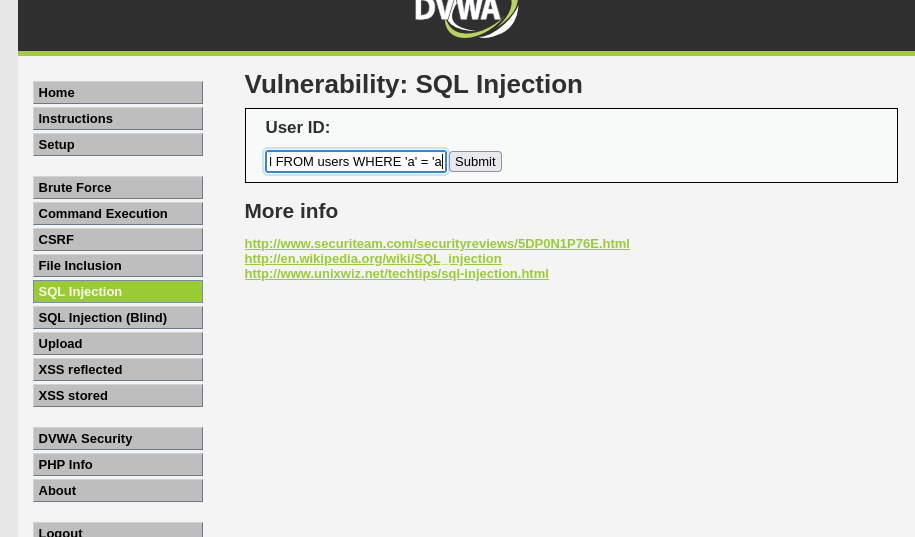 DVWA
Home
Instructions
Setup
Brute Force
Command Execution
CSRF
File Inclusion
SQL Injection
SQL Injection (Blind)
Upload
XSS reflected
XSS stored
DVWA Security
PHP Info
About
Logout
Vulnerability: SQL Injection
User ID:
l FROM users WHERE 'a' = 'a
Submit
More info
http://www.securiteam.com/securityreviews/5DP0N1P76E.html
http://en.wikipedia.org/wiki/SQL_injection
http://www.unixwiz.net/techtips/sql-injection.html